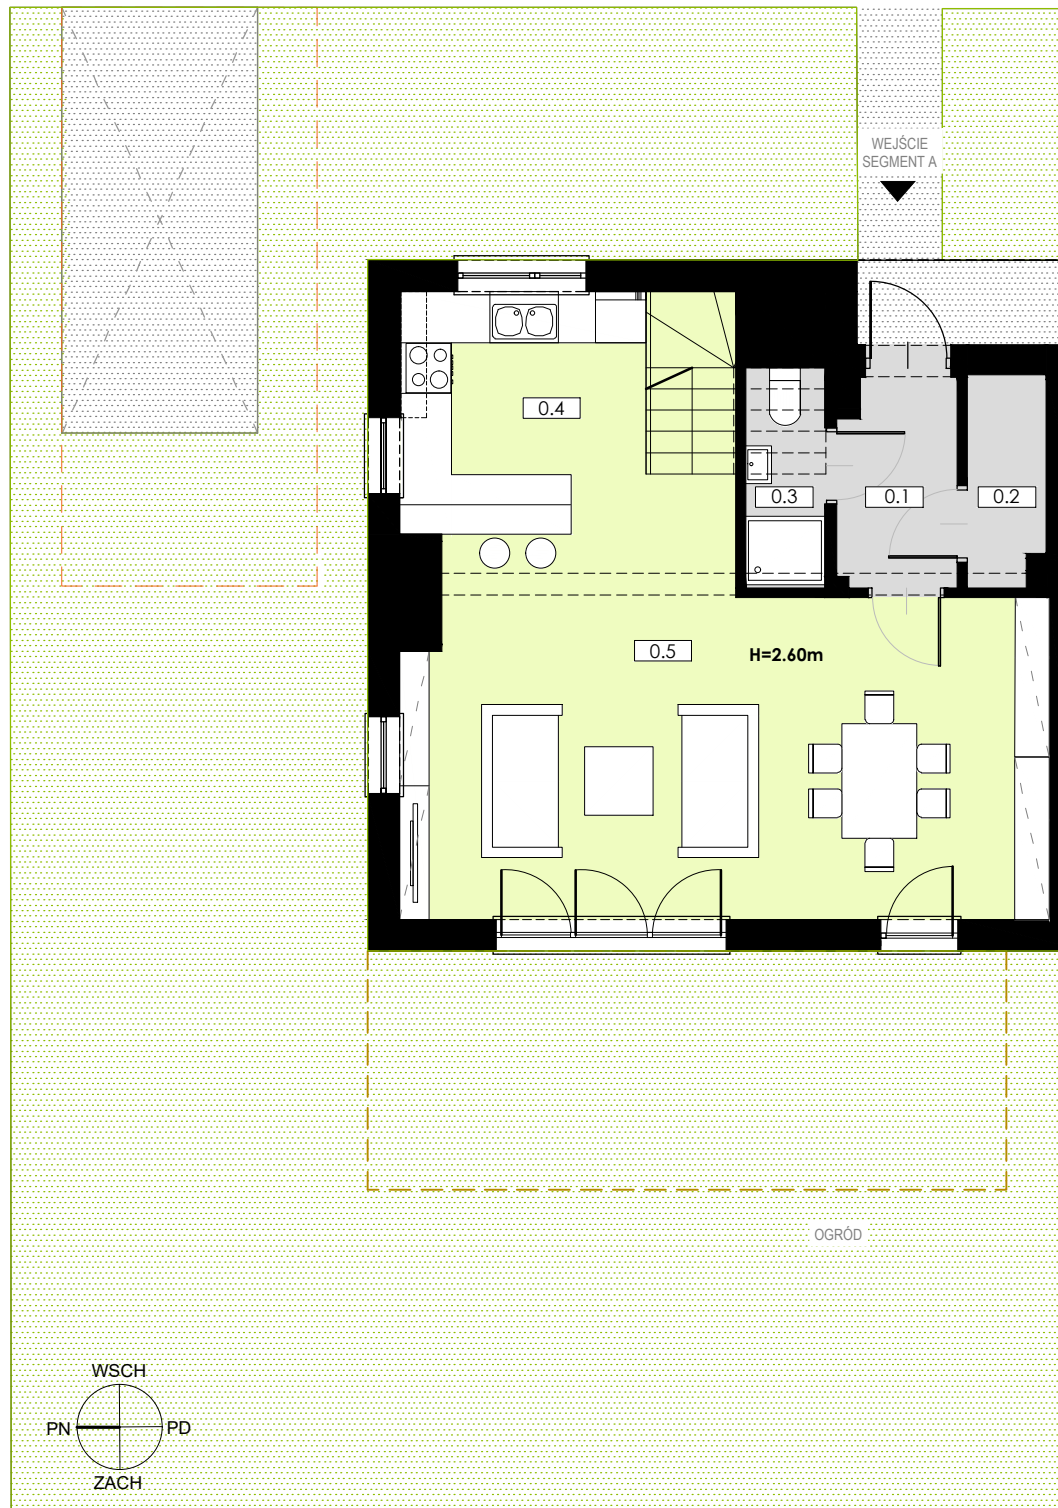 WEJŚCIE
SEGMENT A
0.4
0.3
0.1
0.2
0.5
H=2.60m
OGRÓD
WSCH
PN
PD
ZACH